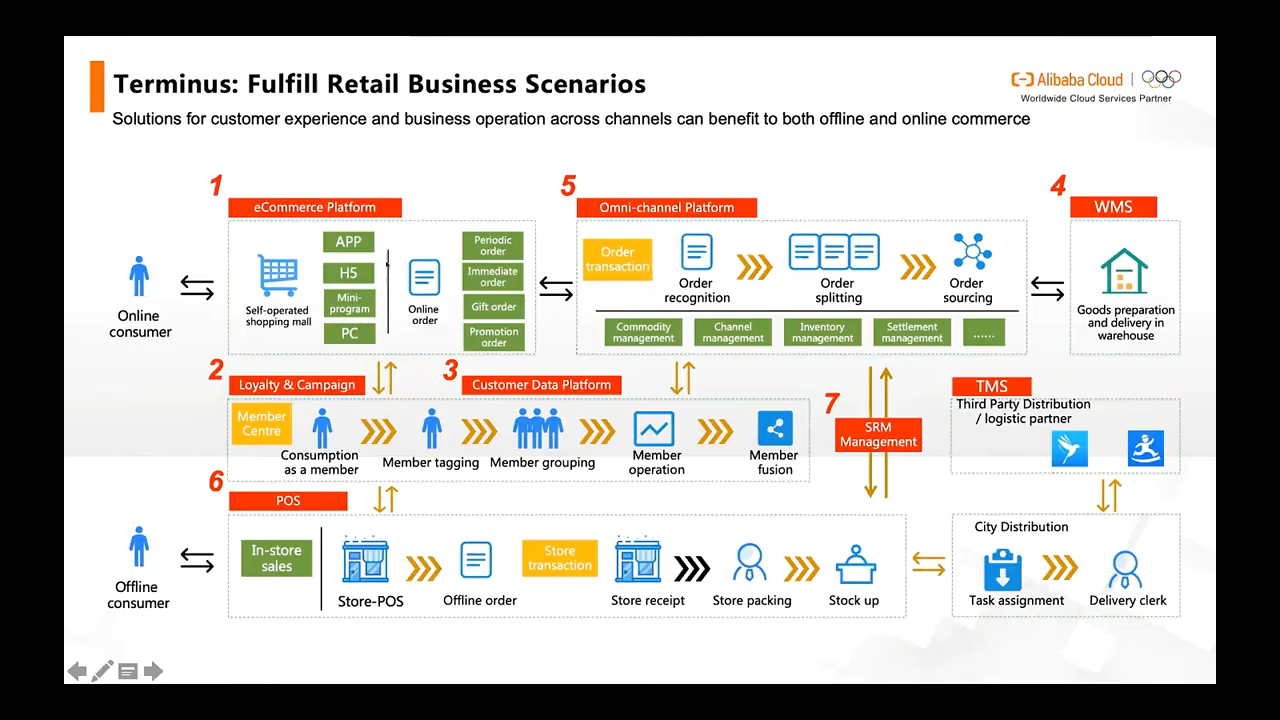 Terminus: Fulfill Retail Business Scenarios
Alibaba Cloud
Worldwide Cloud Services Partner
Solutions for customer experience and business operation across channels can benefit to both offline and online commerce
1
eCommerce Platform
5
Omni-channel Platform
4
WMS
Online
consumer
Self-operated
shopping mall
APP
H5
Mini-
program
PC
Online
order
Periodic
order
Immediate
order
Gift order
Promotion
order
Order
transaction
Order
recognition
Order
splitting
Order
sourcing
Commodity
management
Channel
management
Inventory
management
Settlement
management
......
Goods preparation
and delivery in
warehouse
2
Loyalty & Campaign
3
Customer Data Platform
Member
Centre
Consumption
as a member
Member tagging
Member grouping
Member
operation
Member
fusion
7
SRM
Management
TMS
Third Party Distribution
/ logistic partner
6
POS
Offline
consumer
In-store
sales
Store-POS
Offline order
Store
transaction
Store receipt
Store packing
Stock up
City Distribution
Task assignment
Delivery clerk